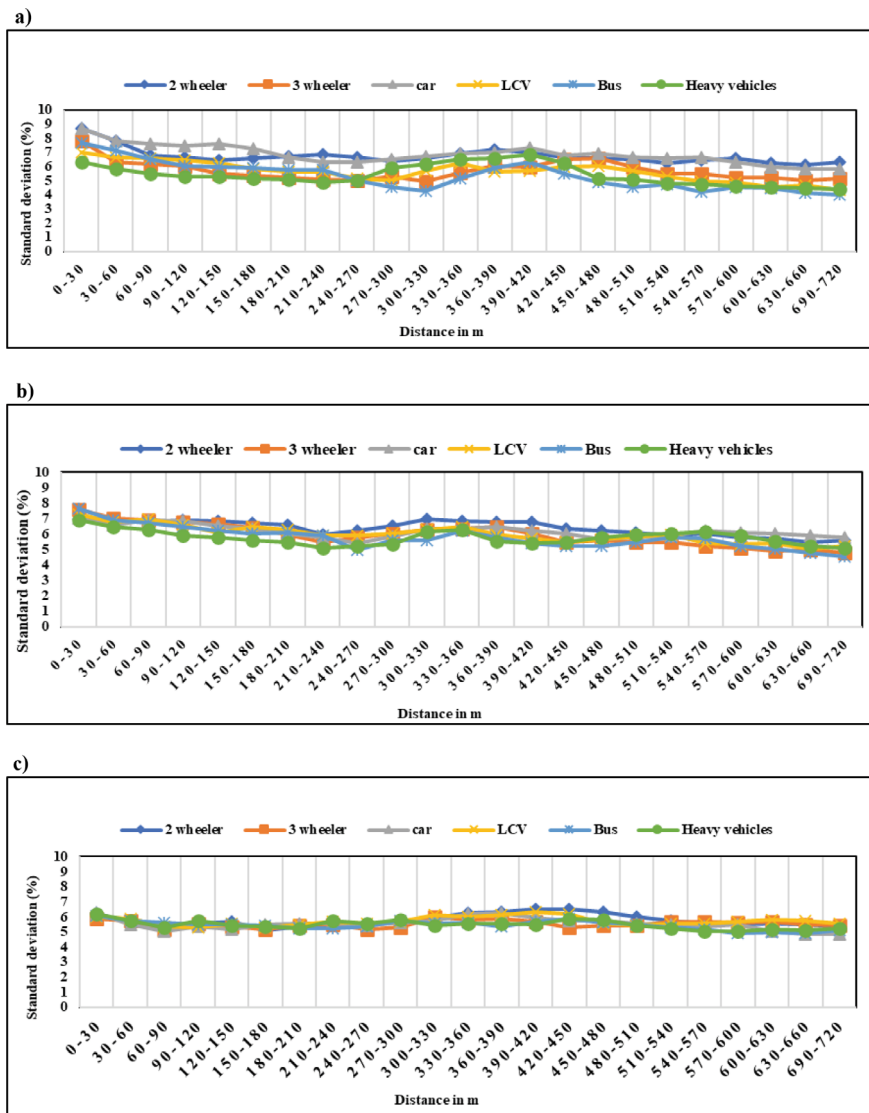 a)
2 wheeler 3 wheeler car LCV Bus Heavy vehicles
Standard deviation (%)
10
9
8
7
6
5
4
3
2
1
0
0-30 30-60 60-90 90-120 120-150 150-180 180-210 210-240 240-270 270-300 300-330 330-360 360-390 390-420 420-450 450-480 480-510 510-540 540-570 570-600 600-630 630-660 690-720
Distance in m
b)
2 wheeler 3 wheeler car LCV Bus Heavy vehicles
Standard deviation (%)
10
9
8
7
6
5
4
3
2
1
0
0-30 30-60 60-90 90-120 120-150 150-180 180-210 210-240 240-270 270-300 300-330 330-360 360-390 390-420 420-450 450-480 480-510 510-540 540-570 570-600 600-630 630-660 690-720
Distance in m
c)
2 wheeler 3 wheeler car LCV Bus Heavy vehicles
Standard deviation (%)
10
9
8
7
6
5
4
3
2
1
0
0-30 30-60 60-90 90-120 120-150 150-180 180-210 210-240 240-270 270-300 300-330 330-360 360-390 390-420 420-450 450-480 480-510 510-540 540-570 570-600 600-630 630-660 690-720
Distance in m